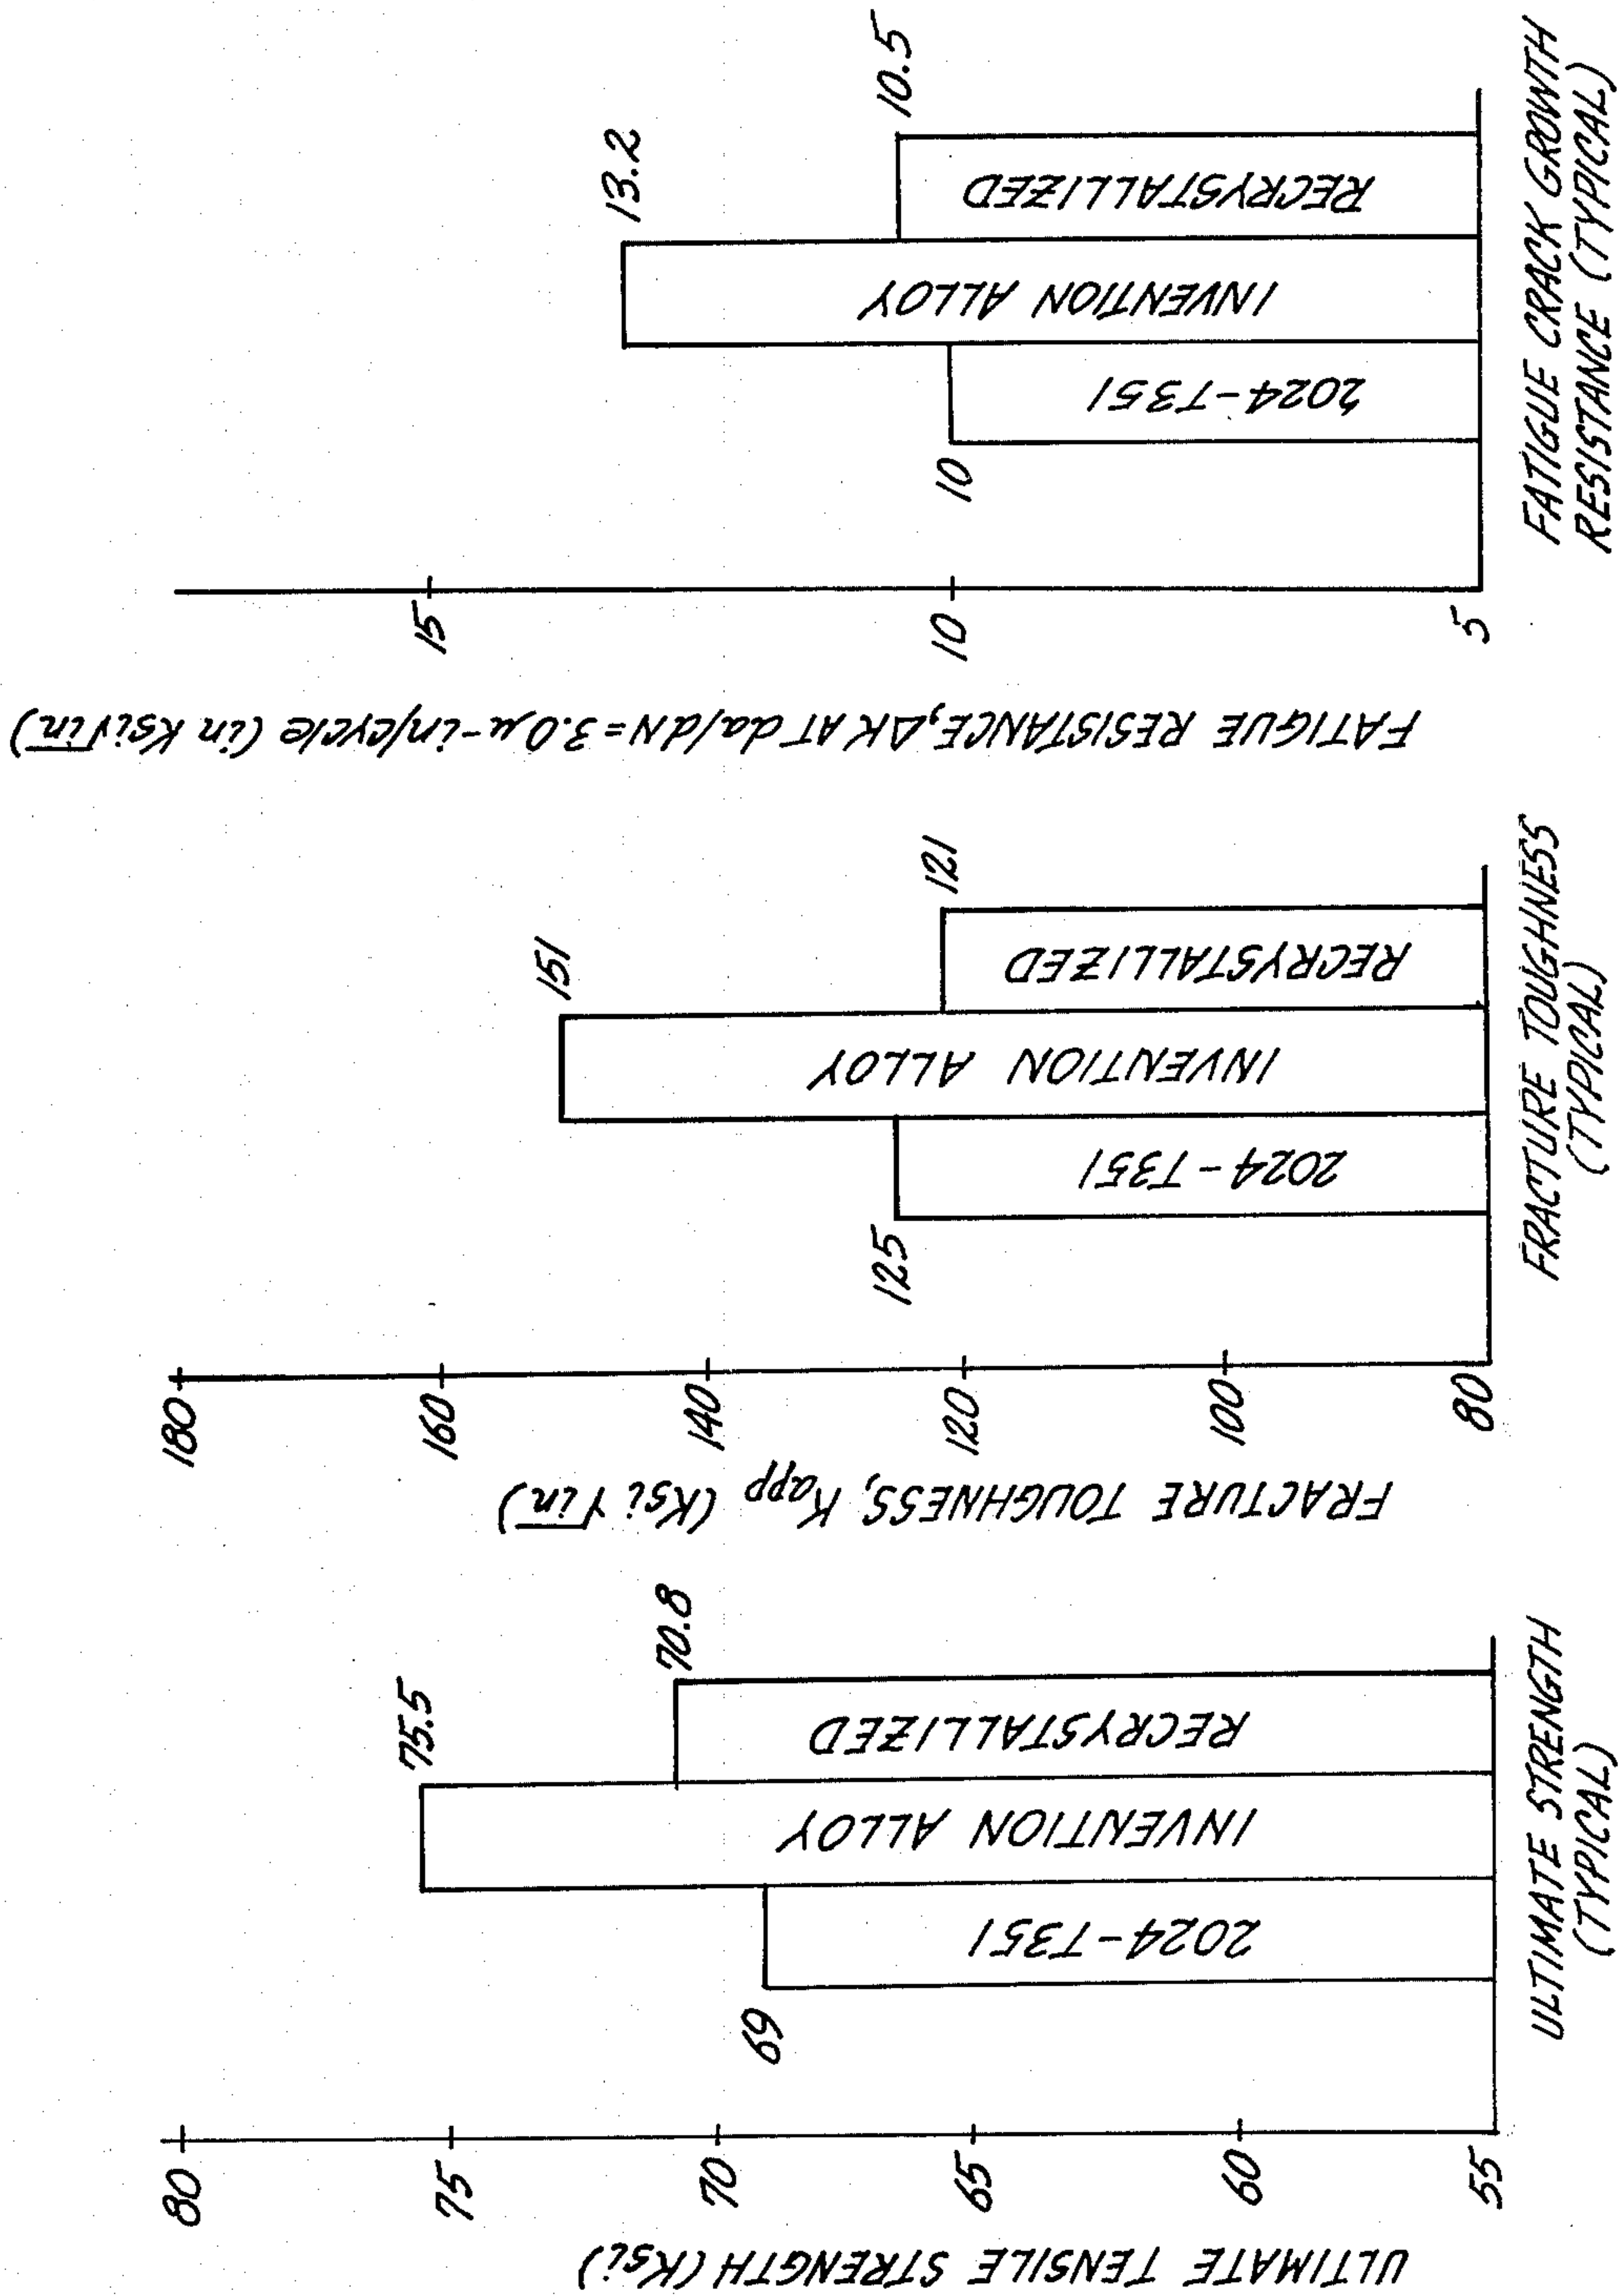 ULTIMATE TENSILE STRENGTH (Ksi)
80
75
70
65
60
55
69
75.5
70.8
2024-T351
INVENTION ALLOY
RECRYSTALLIZED
ULTIMATE STRENGTH
(TYPICAL)
FRACTURE TOUGHNESS, Kapp (Ksi √in)
180
160
140
120
100
80
125
151
121
2024-T351
INVENTION ALLOY
RECRYSTALLIZED
FRACTURE TOUGHNESS
(TYPICAL)
FATIGUE RESISTANCE, ΔK AT da/dN=3.0μ-in/cycle (in Ksi√in)
15
10
5
10
13.2
10.5
2024-T351
INVENTION ALLOY
RECRYSTALLIZED
FATIGUE CRACK GROWTH
RESISTANCE (TYPICAL)